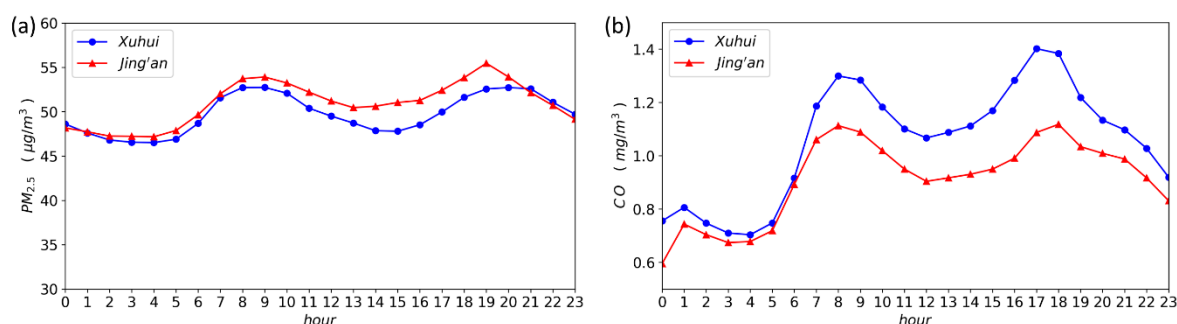 (a)
60
55
50
45
40
35
30
PM2.5 ( μg/m³ )
Xuhui
Jing'an
0 1 2 3 4 5 6 7 8 9 10 11 12 13 14 15 16 17 18 19 20 21 22 23
hour
(b)
1.4
1.2
1.0
0.8
0.6
CO ( mg/m³ )
Xuhui
Jing'an
0 1 2 3 4 5 6 7 8 9 10 11 12 13 14 15 16 17 18 19 20 21 22 23
hour